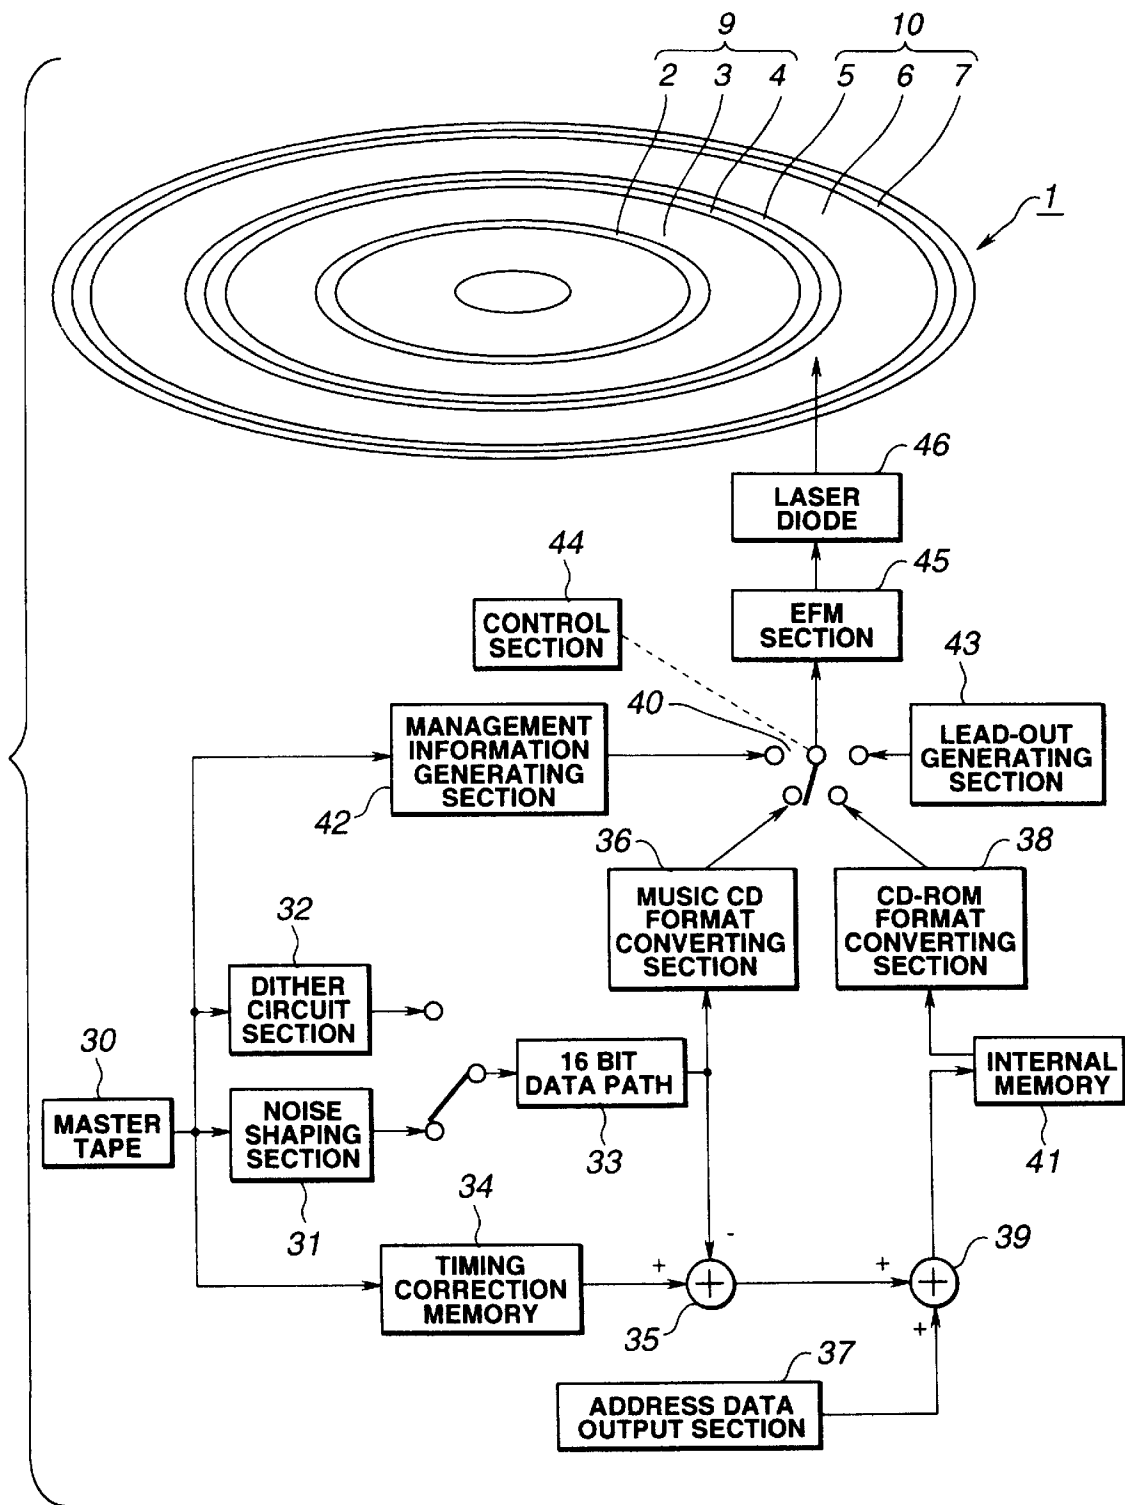 9 10
2 3 4 5 6 7
1
46
LASER
DIODE
44
45
CONTROL
SECTION
EFM
SECTION
43
40
MANAGEMENT
INFORMATION
GENERATING
SECTION
LEAD-OUT
GENERATING
SECTION
42
36
38
MUSIC CD
FORMAT
CONVERTING
SECTION
CD-ROM
FORMAT
CONVERTING
SECTION
32
DITHER
CIRCUIT
SECTION
30
16 BIT
DATA PATH
INTERNAL
MEMORY
MASTER
TAPE
NOISE
SHAPING
SECTION
33
41
34
31
-
39
TIMING
CORRECTION
MEMORY
+ +
+ +
35
+
37
ADDRESS DATA
OUTPUT SECTION